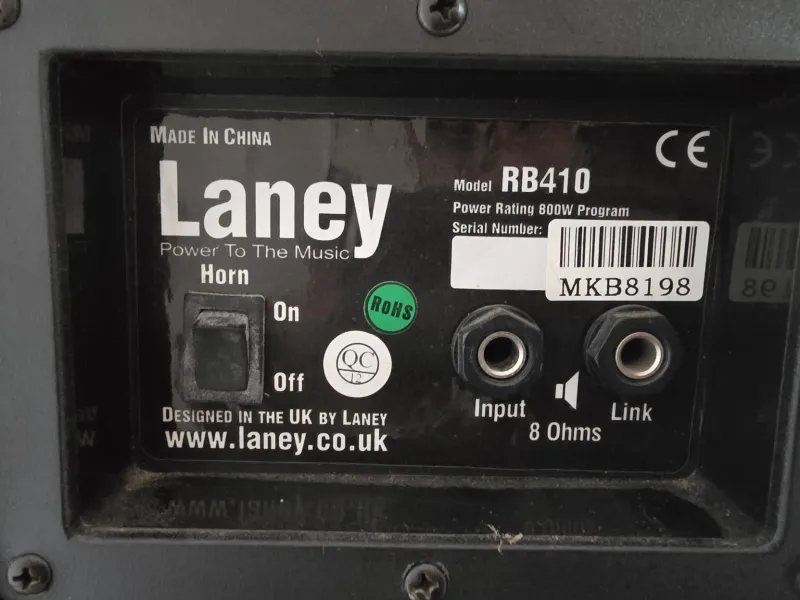 MADE IN CHINA
Laney
Power To The Music
Model RB410
Power Rating 800W Program
Serial Number:
MKB8198
CE
Horn
On
Off
RoHS
QC
12
Input
Link
8 Ohms
DESIGNED IN THE UK BY LANEY
www.laney.co.uk